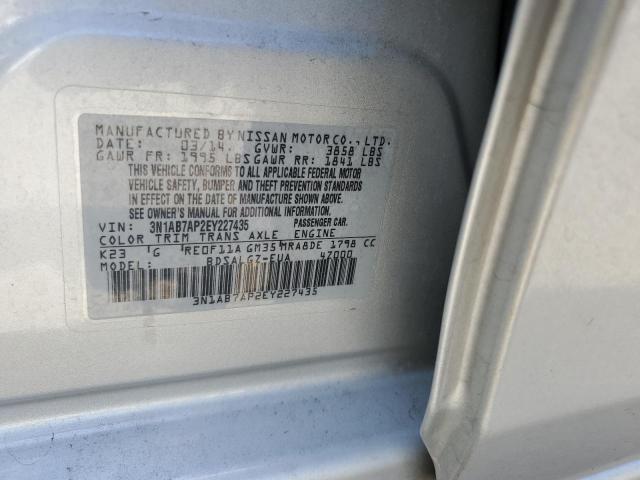 MANUFACTURED BY NISSAN MOTOR CO., LTD.
DATE: 03/14. GVWR: 3858 LBS
GAWR FR: 1995 LBS GAWR RR: 1841 LBS
THIS VEHICLE CONFORMS TO ALL APPLICABLE FEDERAL MOTOR
VEHICLE SAFETY, BUMPER AND THEFT PREVENTION STANDARDS
IN EFFECT ON THE DATE OF MANUFACTURE SHOWN ABOVE.
SEE OWNER'S MANUAL FOR ADDITIONAL INFORMATION.
VIN: 3N1AB7AP2EY227435 PASSENGER CAR.
COLOR TRIM TRANS AXLE ENGINE
K23 G RE0F11A GM35 MRA8DE 1798 CC
MODEL: BDSALGZ-EUA 47000
3N1AB7AP2EY227435